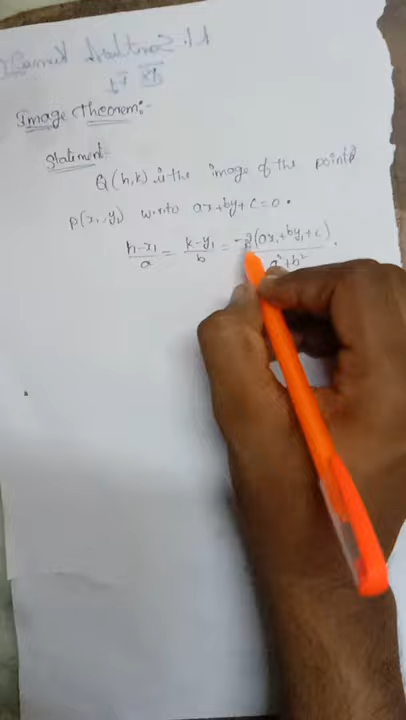 Image Theorem:-
Statement:-
Q(h,k) is the image of the point
P(x₁,y₁) w.r.to ax+by+c=0.
h-x₁/a = k-y₁/b = -2(ax₁+by₁+c)/a²+b².